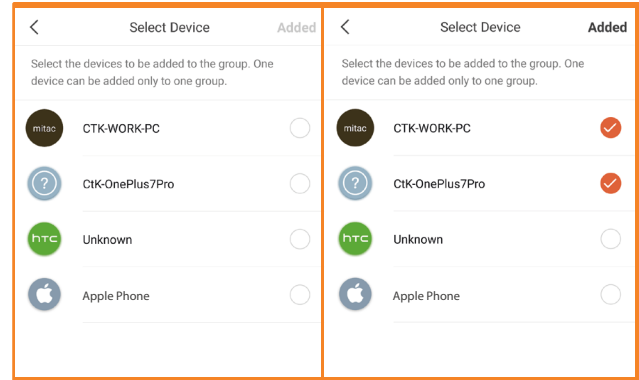 Select Device Added
Select the devices to be added to the group. One
device can be added only to one group.
mitac CTK-WORK-PC
? CtK-OnePlus7Pro
hTC Unknown
Apple Phone
Select Device Added
Select the devices to be added to the group. One
device can be added only to one group.
mitac CTK-WORK-PC
? CtK-OnePlus7Pro
hTC Unknown
Apple Phone